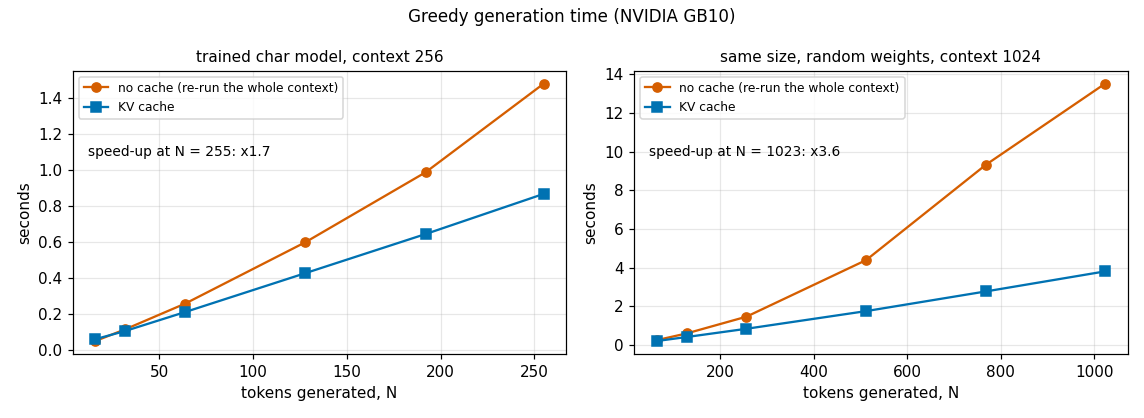 Greedy generation time (NVIDIA GB10)
trained char model, context 256
no cache (re-run the whole context)
KV cache
speed-up at N = 255: x1.7
seconds
1.4
1.2
1.0
0.8
0.6
0.4
0.2
0.0
50
100
150
200
250
tokens generated, N
same size, random weights, context 1024
no cache (re-run the whole context)
KV cache
speed-up at N = 1023: x3.6
seconds
14
12
10
8
6
4
2
0
200
400
600
800
1000
tokens generated, N